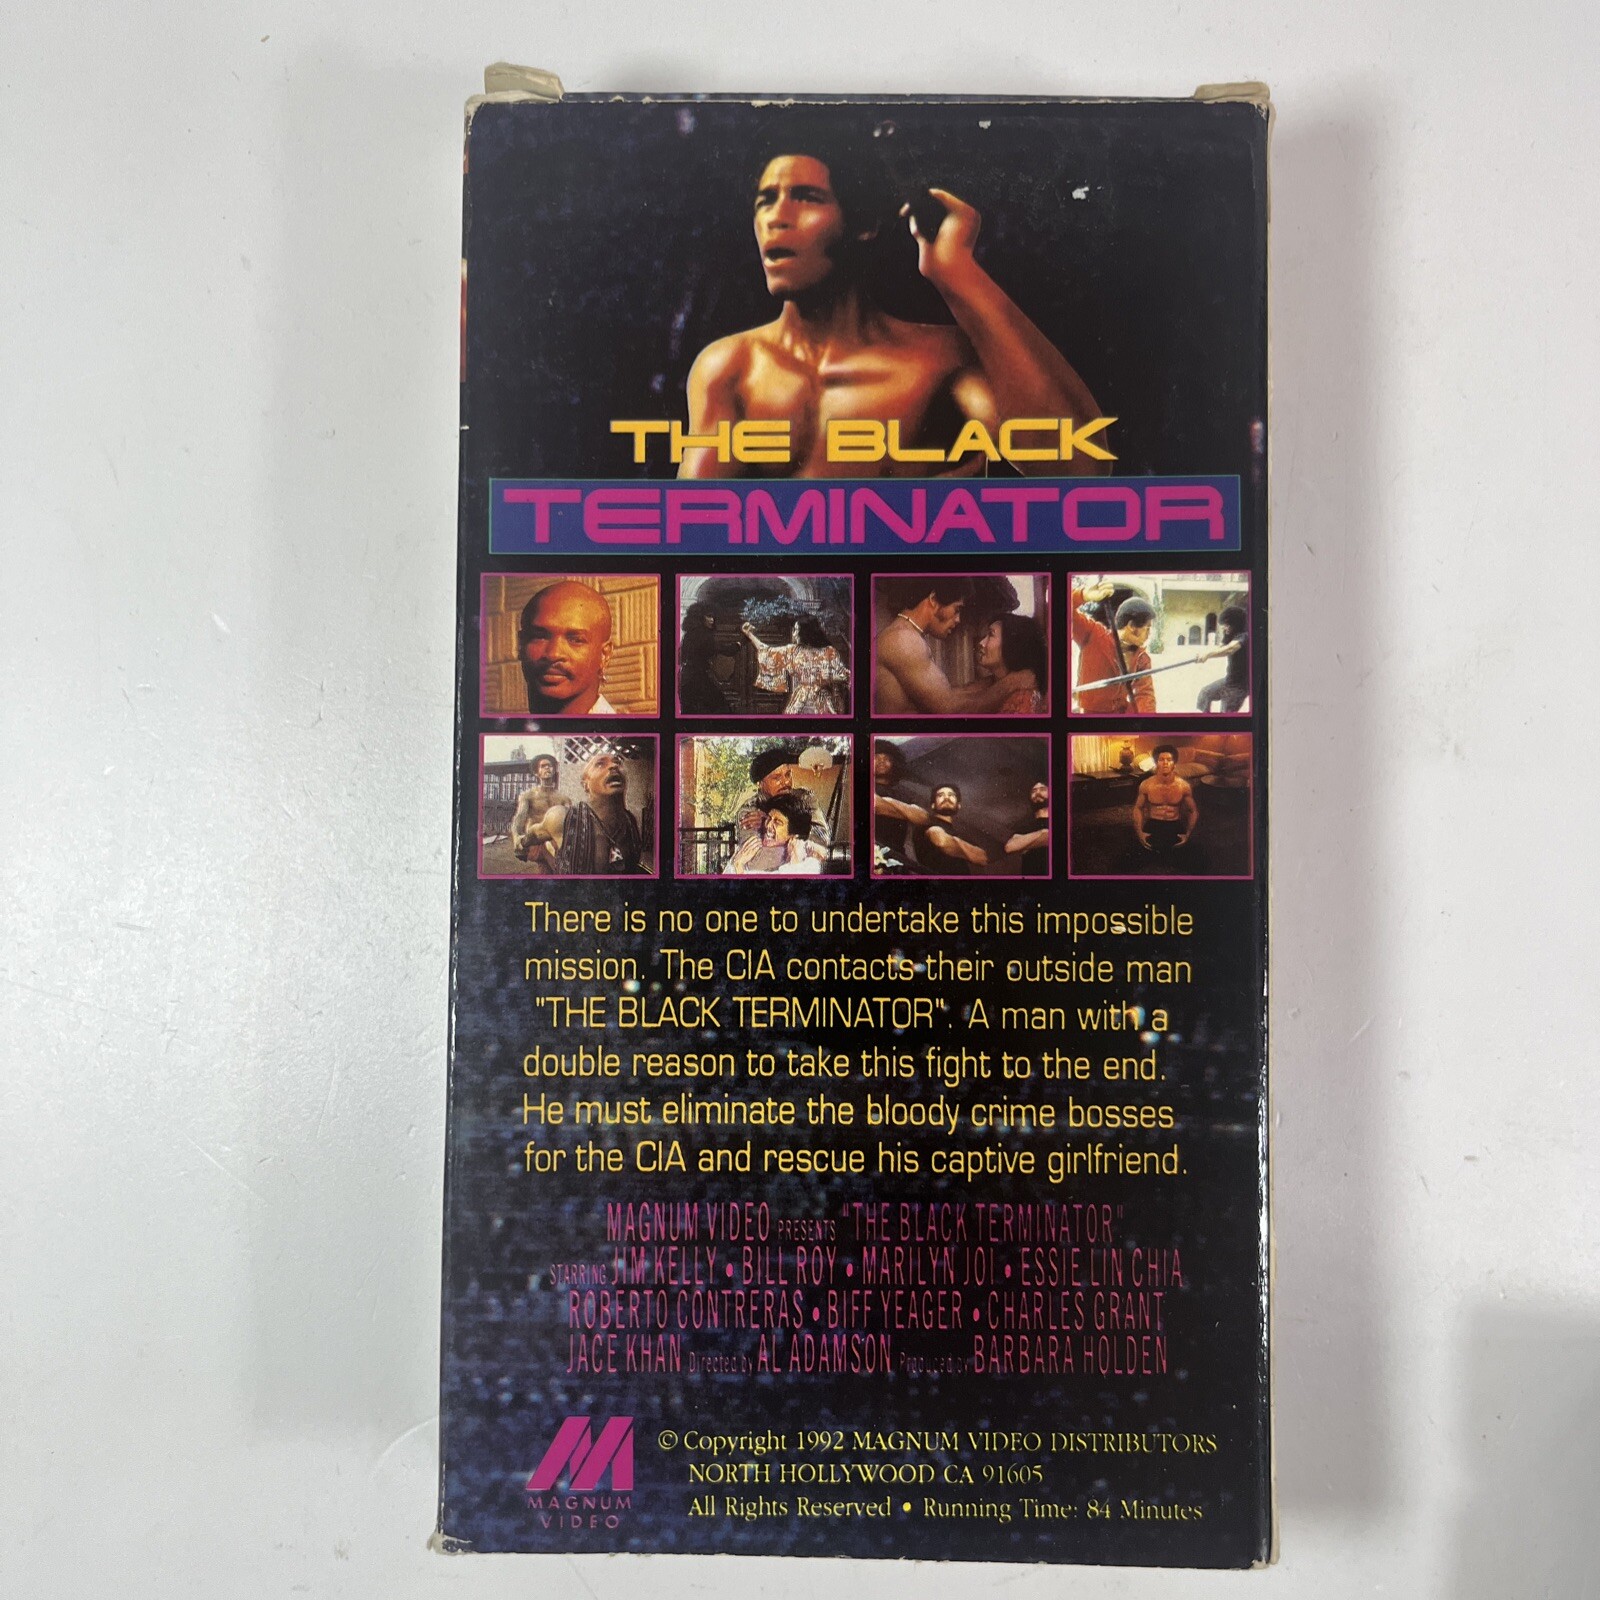 THE BLACK
TERMINATOR
There is no one to undertake this impossible
mission. The CIA contacts their outside man
"THE BLACK TERMINATOR". A man with a
double reason to take this fight to the end.
He must eliminate the bloody crime bosses
for the CIA and rescue his captive girlfriend.
MAGNUM VIDEO PRESENTS "THE BLACK TERMINATOR"
STARRING JIM KELLY • BILL ROY • MARILYN JOI • ESSIE LIN CHIA
ROBERTO CONTRERAS • BIFF YEAGER • CHARLES GRANT
JACE KHAN Directed by AL ADAMSON Produced by BARBARA HOLDEN
© Copyright 1992 MAGNUM VIDEO DISTRIBUTORS
NORTH HOLLYWOOD CA 91605
All Rights Reserved • Running Time: 84 Minutes
MAGNUM
VIDEO